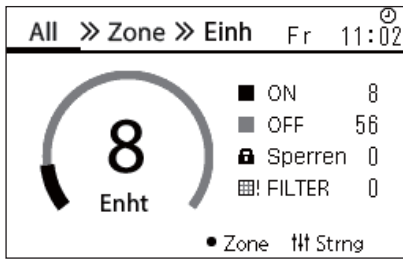 All » Zone » Einh Fr 11:02
8
Enht
ON 8
OFF 56
Sperren 0
! FILTER 0
• Zone Strng